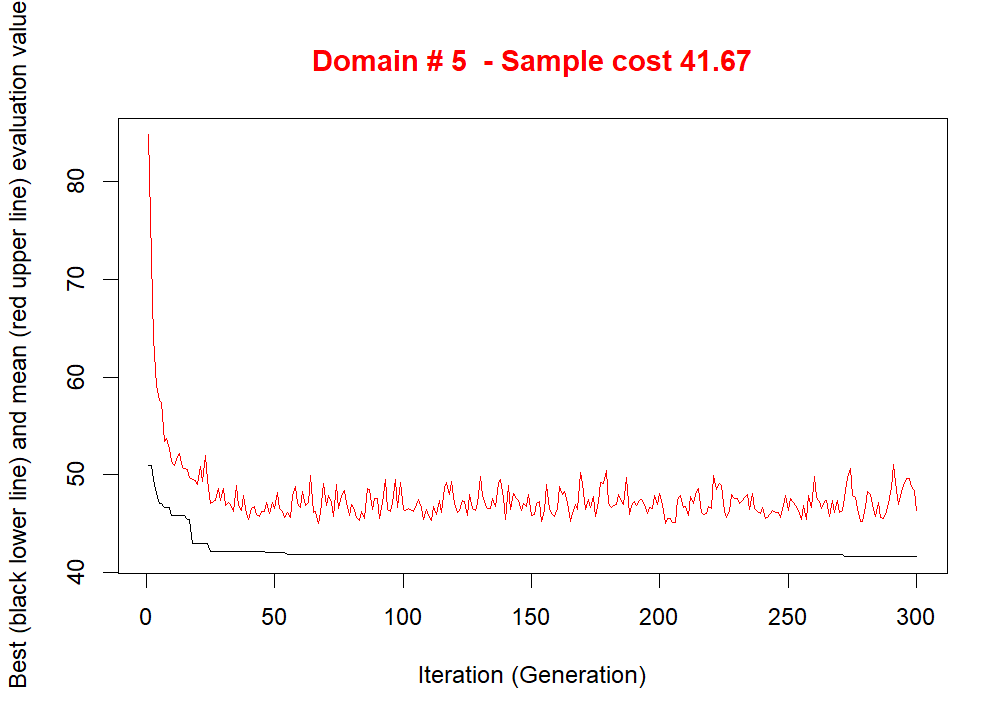 Domain # 5  - Sample cost 41.67
Best (black lower line) and mean (red upper line) evaluation value
80
70
60
50
40
0 50 100 150 200 250 300
Iteration (Generation)